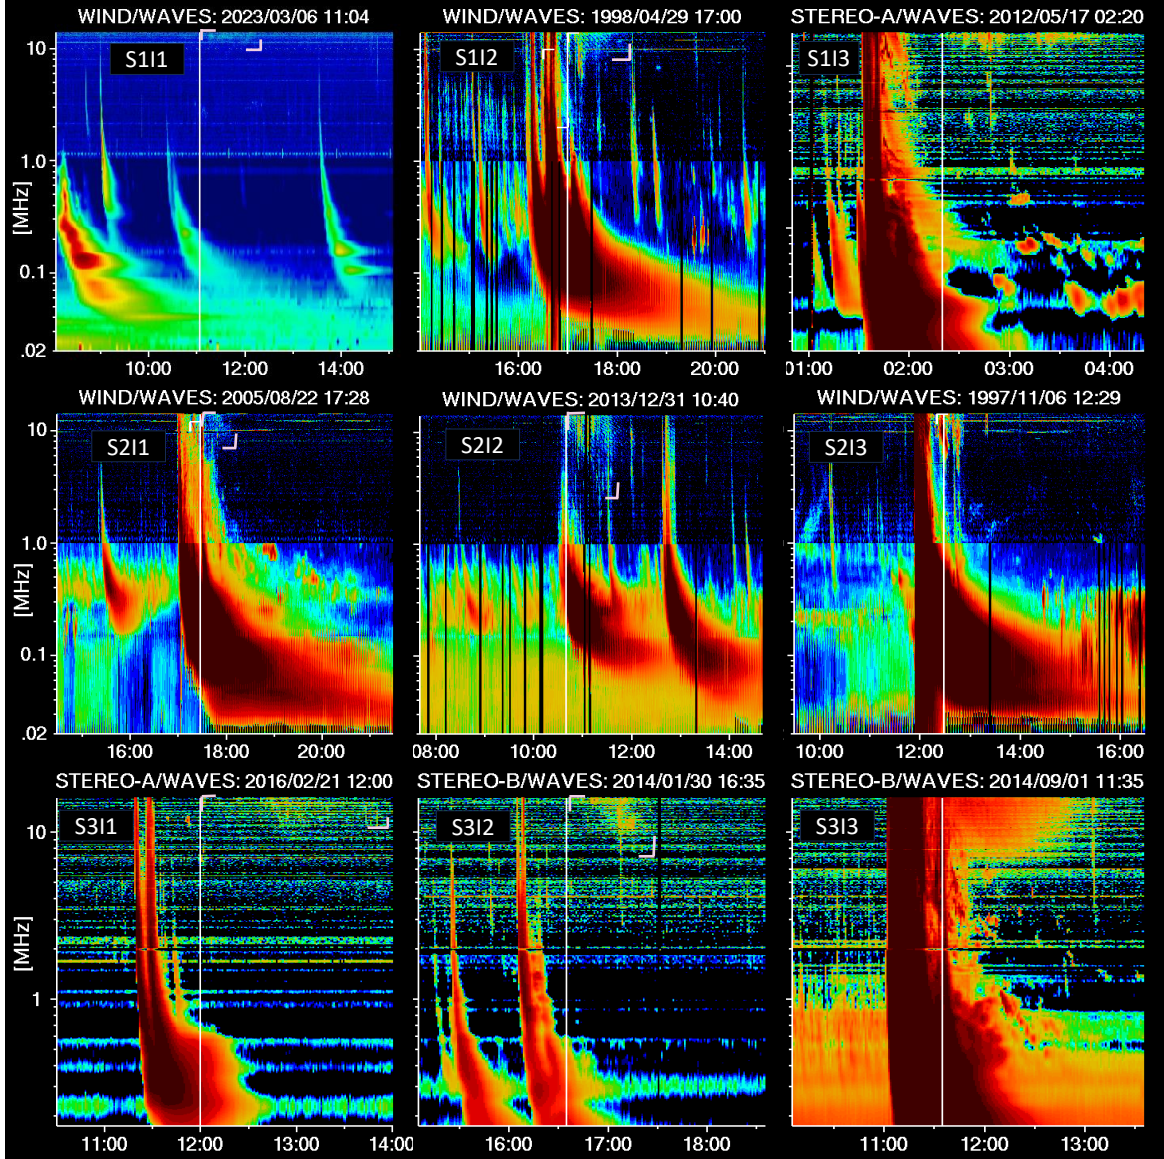 WIND/WAVES: 2023/03/06 11:04
WIND/WAVES: 1998/04/29 17:00
STEREO-A/WAVES: 2012/05/17 02:20
S1I1
S1I2
S1I3
10
1.0
0.1
.02
[MHz]
10:00 12:00 14:00
16:00 18:00 20:00
01:00 02:00 03:00 04:00
WIND/WAVES: 2005/08/22 17:28
WIND/WAVES: 2013/12/31 10:40
WIND/WAVES: 1997/11/06 12:29
S2I1
S2I2
S2I3
10
1.0
0.1
.02
[MHz]
16:00 18:00 20:00
08:00 10:00 12:00 14:00
10:00 12:00 14:00 16:00
STEREO-A/WAVES: 2016/02/21 12:00
STEREO-B/WAVES: 2014/01/30 16:35
STEREO-B/WAVES: 2014/09/01 11:35
S3I1
S3I2
S3I3
10
1
[MHz]
11:00 12:00 13:00 14:00
16:00 17:00 18:00
11:00 12:00 13:00